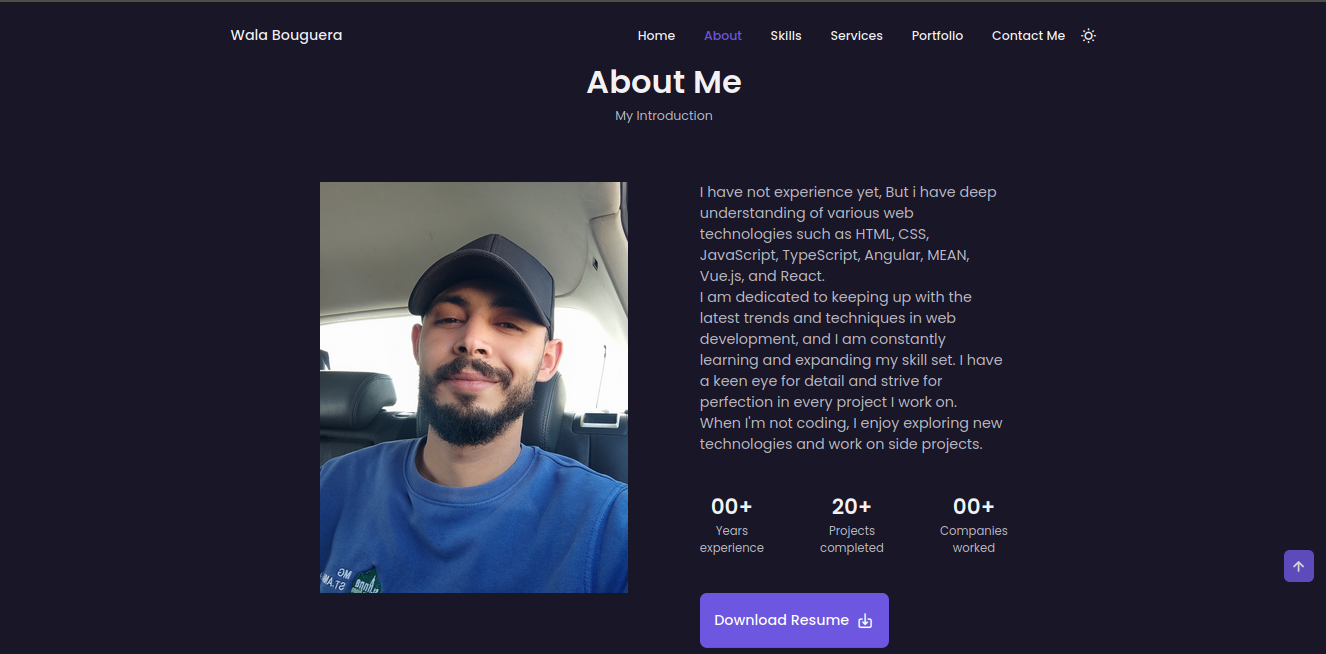 Wala Bouguera
Home About Skills Services Portfolio Contact Me
About Me
My Introduction
I have not experience yet, But i have deep
understanding of various web
technologies such as HTML, CSS,
JavaScript, TypeScript, Angular, MEAN,
Vue.js, and React.
I am dedicated to keeping up with the
latest trends and techniques in web
development, and I am constantly
learning and expanding my skill set. I have
a keen eye for detail and strive for
perfection in every project I work on.
When I'm not coding, I enjoy exploring new
technologies and work on side projects.
00+ 20+ 00+
Years Projects Companies
experience completed worked
Download Resume